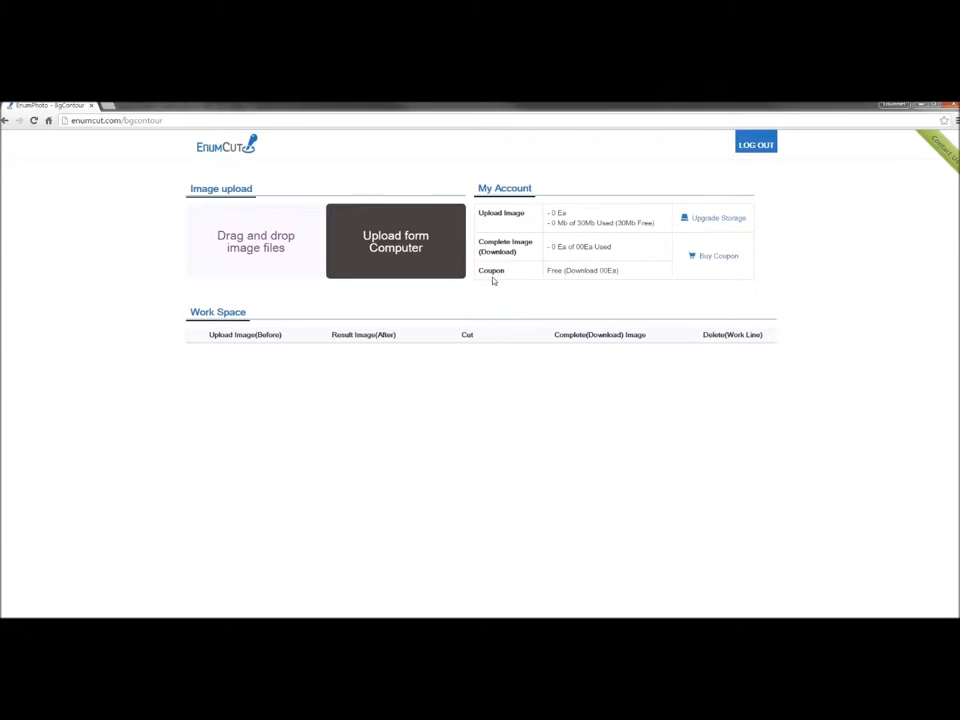 EnumPhoto - BgContour
enumcut.com/bgcontour
Contact Us
ENUMCUT
LOG OUT
Image upload
Drag and drop
image files
Upload form
Computer
My Account
Upload Image
- 0 Ea
- 0 Mb of 30Mb Used (30Mb Free)
Upgrade Storage
Complete Image
(Download)
- 0 Ea of 00Ea Used
Buy Coupon
Coupon
Free (Download 00Ea)
Work Space
Upload Image(Before)
Result Image(After)
Cut
Complete(Download) Image
Delete(Work Line)